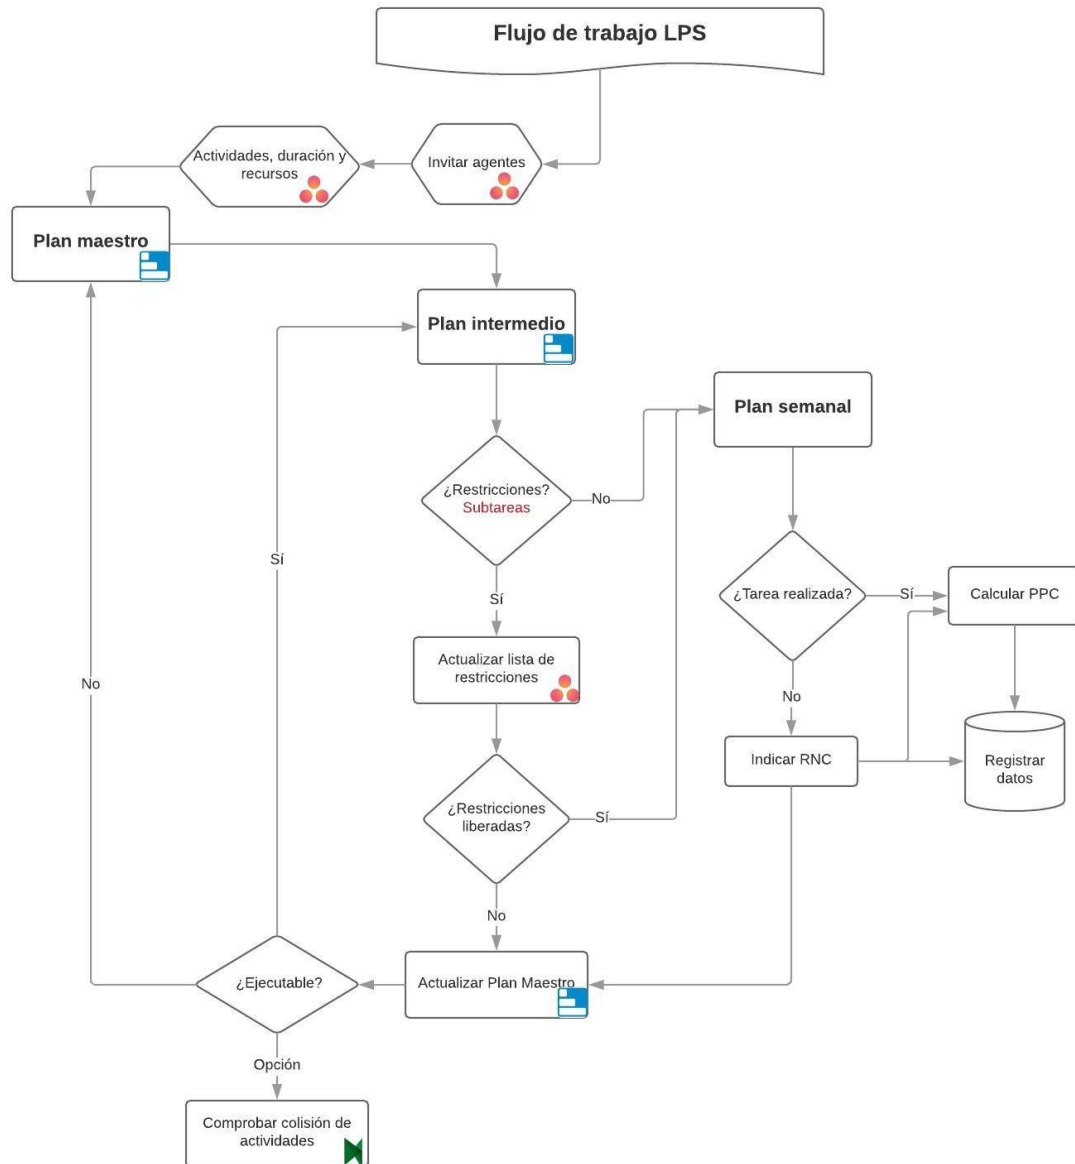 Flujo de trabajo LPS
Actividades, duración y
recursos
Invitar agentes
Plan maestro
Plan intermedio
Plan semanal
¿Restricciones?
Subtareas
No
Sí
Sí
¿Tarea realizada?
Sí
Calcular PPC
Actualizar lista de
restricciones
No
No
Indicar RNC
Registrar
datos
¿Restricciones
liberadas?
Sí
No
¿Ejecutable?
Actualizar Plan Maestro
Opción
Comprobar colisión de
actividades